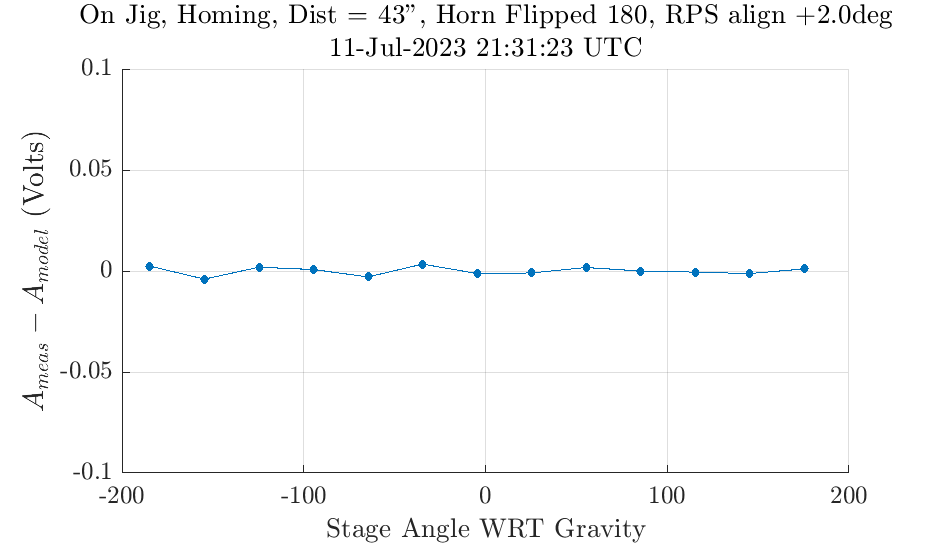 On Jig, Homing, Dist = 43", Horn Flipped 180, RPS align +2.0deg
11-Jul-2023 21:31:23 UTC
0.1
0.05
0
-0.05
-0.1
A_meas − A_model (Volts)
-200 -100 0 100 200
Stage Angle WRT Gravity